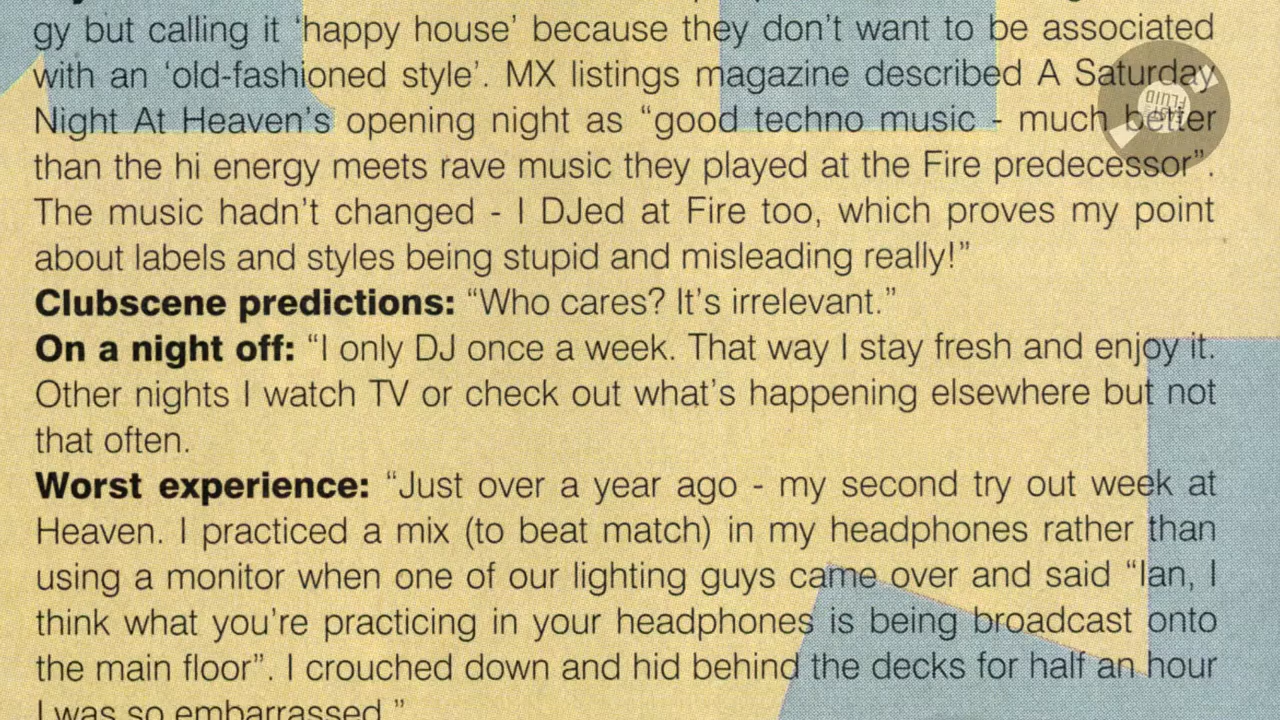 gy but calling it ‘happy house’ because they don’t want to be associated
with an ‘old-fashioned style’. MX listings magazine described A Saturday
Night At Heaven’s opening night as “good techno music - much better
than the hi energy meets rave music they played at the Fire predecessor”.
The music hadn’t changed - I DJed at Fire too, which proves my point
about labels and styles being stupid and misleading really!”
Clubscene predictions: “Who cares? It’s irrelevant.”
On a night off: “I only DJ once a week. That way I stay fresh and enjoy it.
Other nights I watch TV or check out what’s happening elsewhere but not
that often.
Worst experience: “Just over a year ago - my second try out week at
Heaven. I practiced a mix (to beat match) in my headphones rather than
using a monitor when one of our lighting guys came over and said “Ian, I
think what you’re practicing in your headphones is being broadcast onto
the main floor”. I crouched down and hid behind the decks for half an hour
I was so embarrassed.”